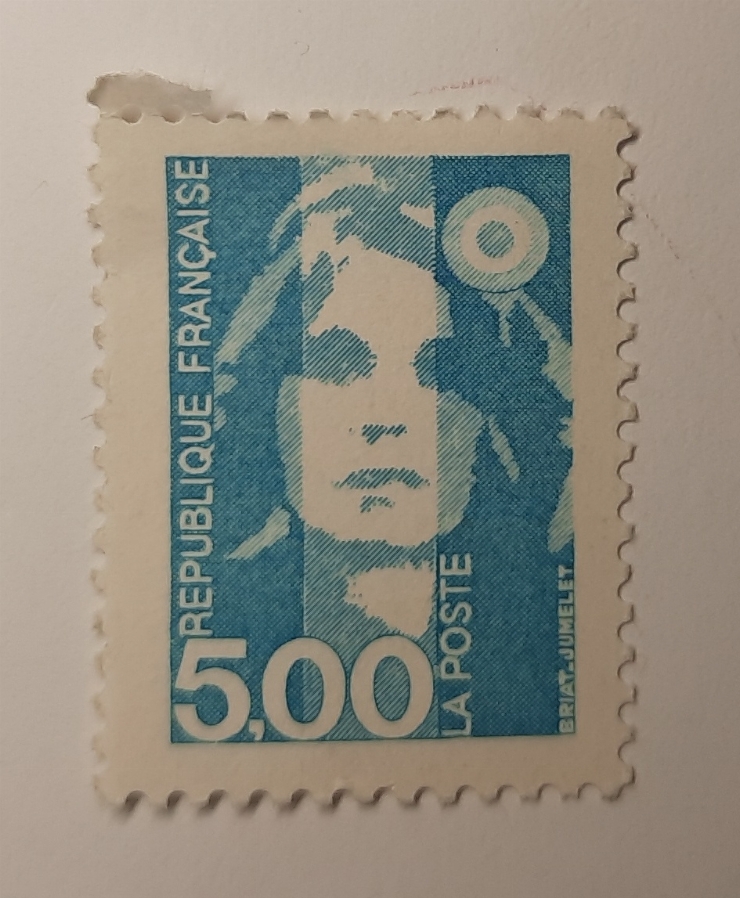 REPUBLIQUE FRANÇAISE
5,00
LA POSTE
BRIAT-JUMELET